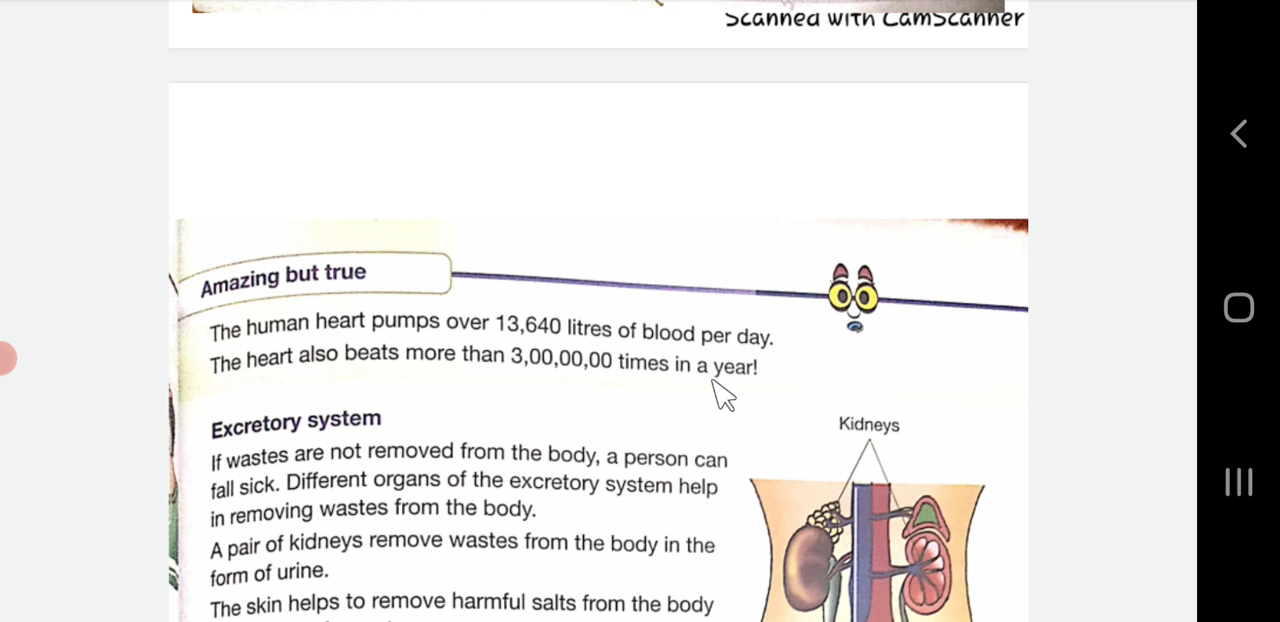 Scanned with CamScanner
Amazing but true
The human heart pumps over 13,640 litres of blood per day.
The heart also beats more than 3,00,00,00 times in a year!
Excretory system
If wastes are not removed from the body, a person can
fall sick. Different organs of the excretory system help
in removing wastes from the body.
A pair of kidneys remove wastes from the body in the
form of urine.
The skin helps to remove harmful salts from the body
Kidneys